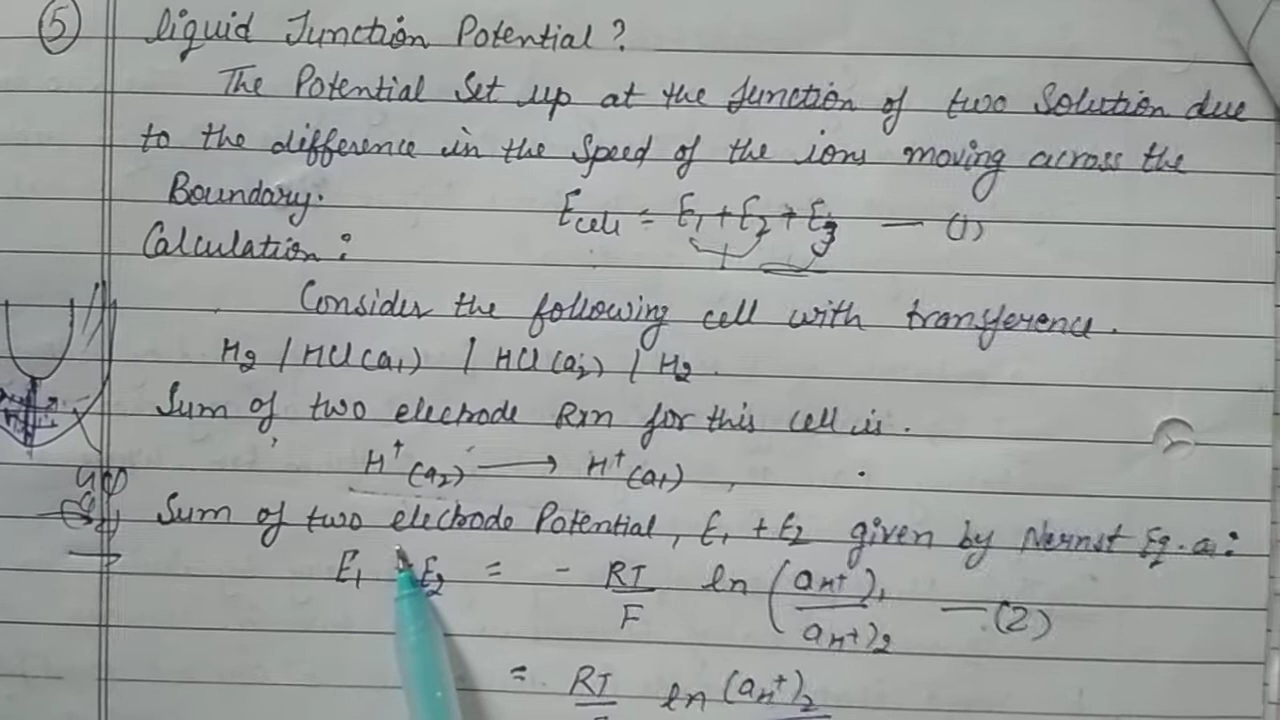 5 liquid Junction Potential?
The Potential Set up at the Junction of two Solution due
to the difference in the Speed of the ions moving across the
Boundary.
Ecell = E1 + E2 + E3 — (1)
Calculation:
Consider the following cell with transference.
H2 / HCl (a1) / HCl (a2) / H2.
Sum of two electrode Rxn for this cell is.
H+ (a2) → H+ (a1)
Sum of two electrode Potential, E1 + E2 given by Nernst Eq. as:
E1 E2 = - RT/F ln (aH+)1 / (aH+)2 — (2)
= RT ln (aH+)2